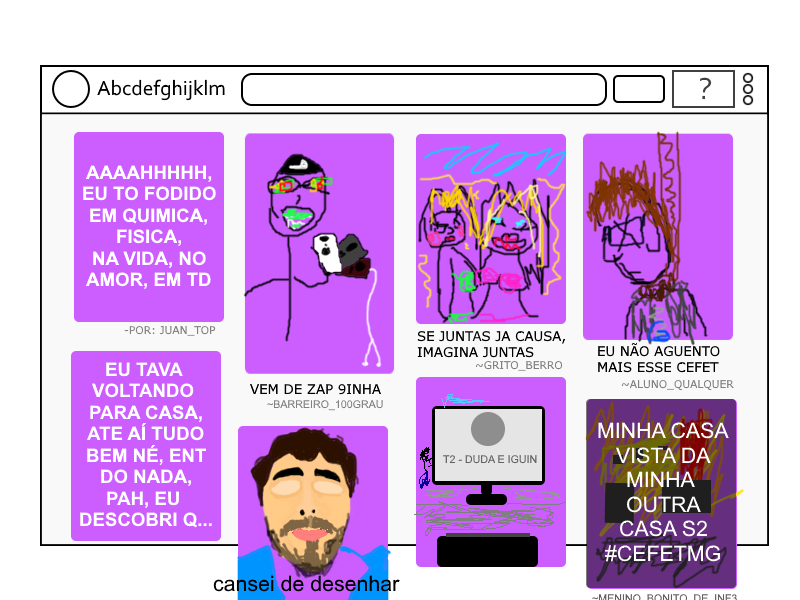 Abcdefghijklm
?
AAAAHHHHH,
EU TO FODIDO
EM QUIMICA,
FISICA,
NA VIDA, NO
AMOR, EM TD
-POR: JUAN_TOP
VEM DE ZAP 9INHA
~BARREIRO_100GRAU
SE JUNTAS JA CAUSA,
IMAGINA JUNTAS
~GRITO_BERRO
EU NÃO AGUENTO
MAIS ESSE CEFET
~ALUNO_QUALQUER
EU TAVA
VOLTANDO
PARA CASA,
ATE AÍ TUDO
BEM NÉ, ENT
DO NADA,
PAH, EU
DESCOBRI Q...
cansei de desenhar
T2 - DUDA E IGUIN
MINHA CASA
VISTA DA
MINHA
OUTRA
CASA S2
#CEFETMG
~MENINO_BONITO_DE_INF3